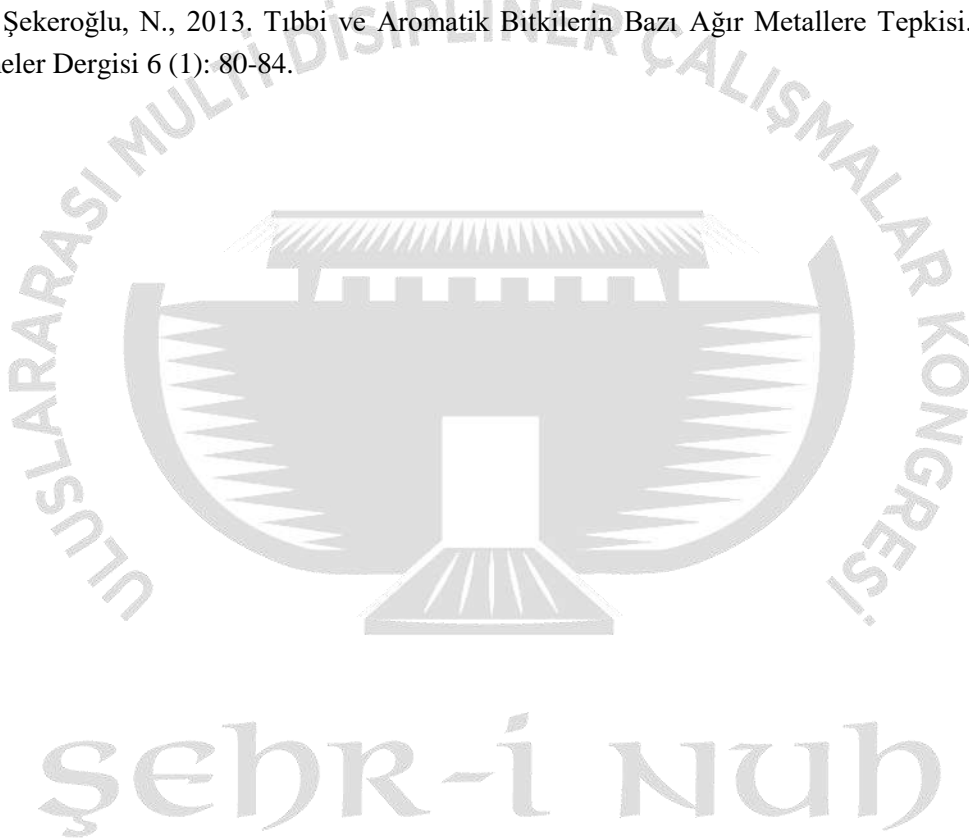 Şekeroğlu, N., 2013. Tıbbi ve Aromatik Bitkilerin Bazı Ağır Metallere Tepkisi.
eler Dergisi 6 (1): 80-84.
ULUSLARARASI MULTİDİSİPLİNER ÇALIŞMALAR KONGRESİ
şehr-i Nuh